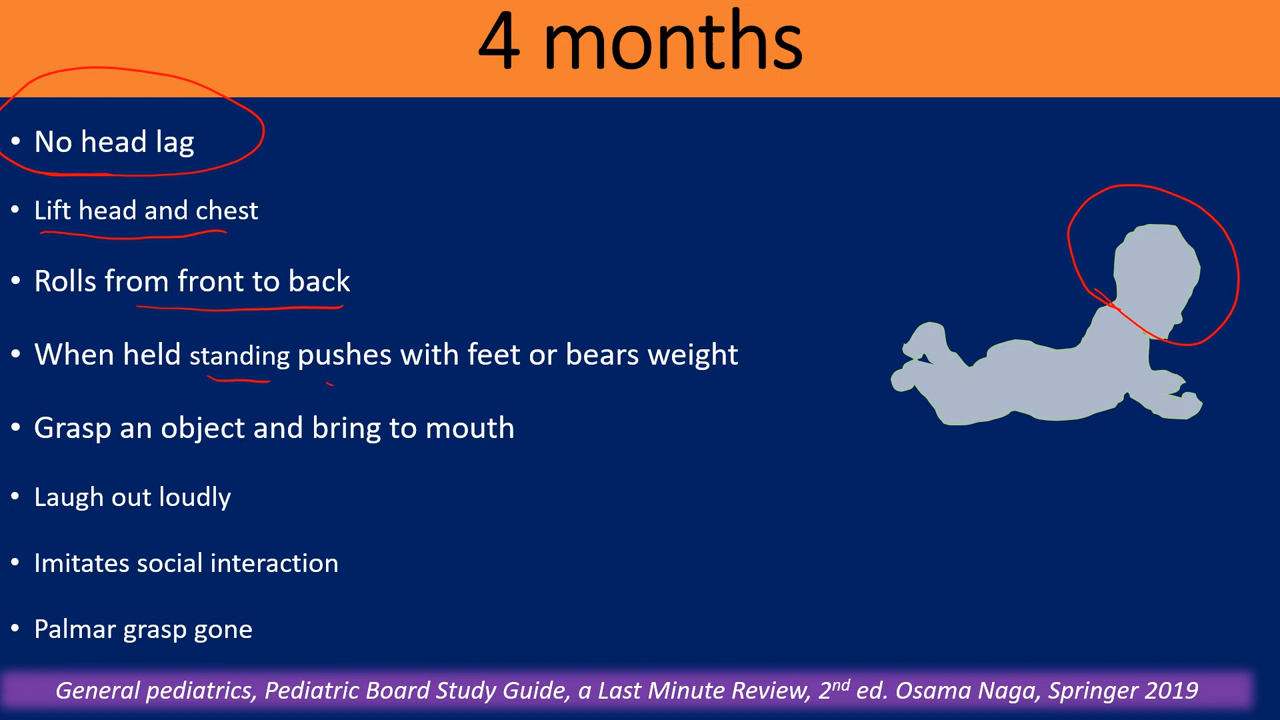 4 months
• No head lag
• Lift head and chest
• Rolls from front to back
• When held standing pushes with feet or bears weight
• Grasp an object and bring to mouth
• Laugh out loudly
• Imitates social interaction
• Palmar grasp gone
General pediatrics, Pediatric Board Study Guide, a Last Minute Review, 2nd ed. Osama Naga, Springer 2019